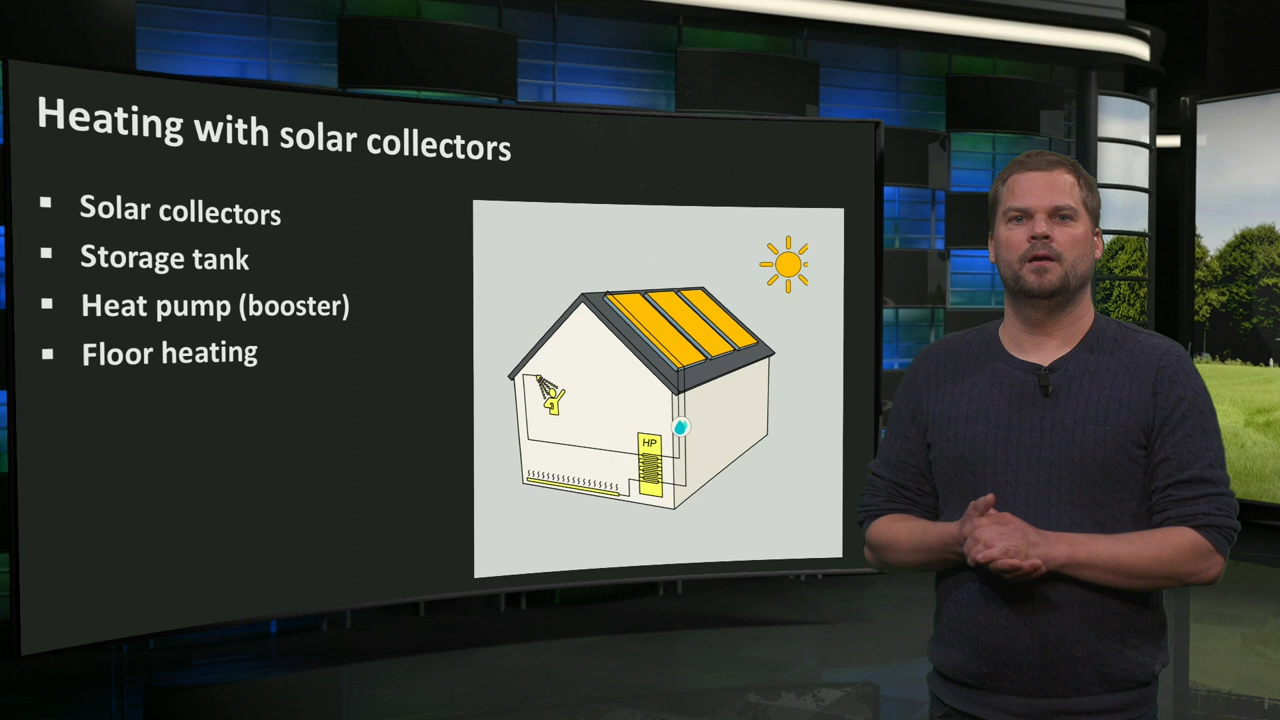 Heating with solar collectors
Solar collectors
Storage tank
Heat pump (booster)
Floor heating
HP